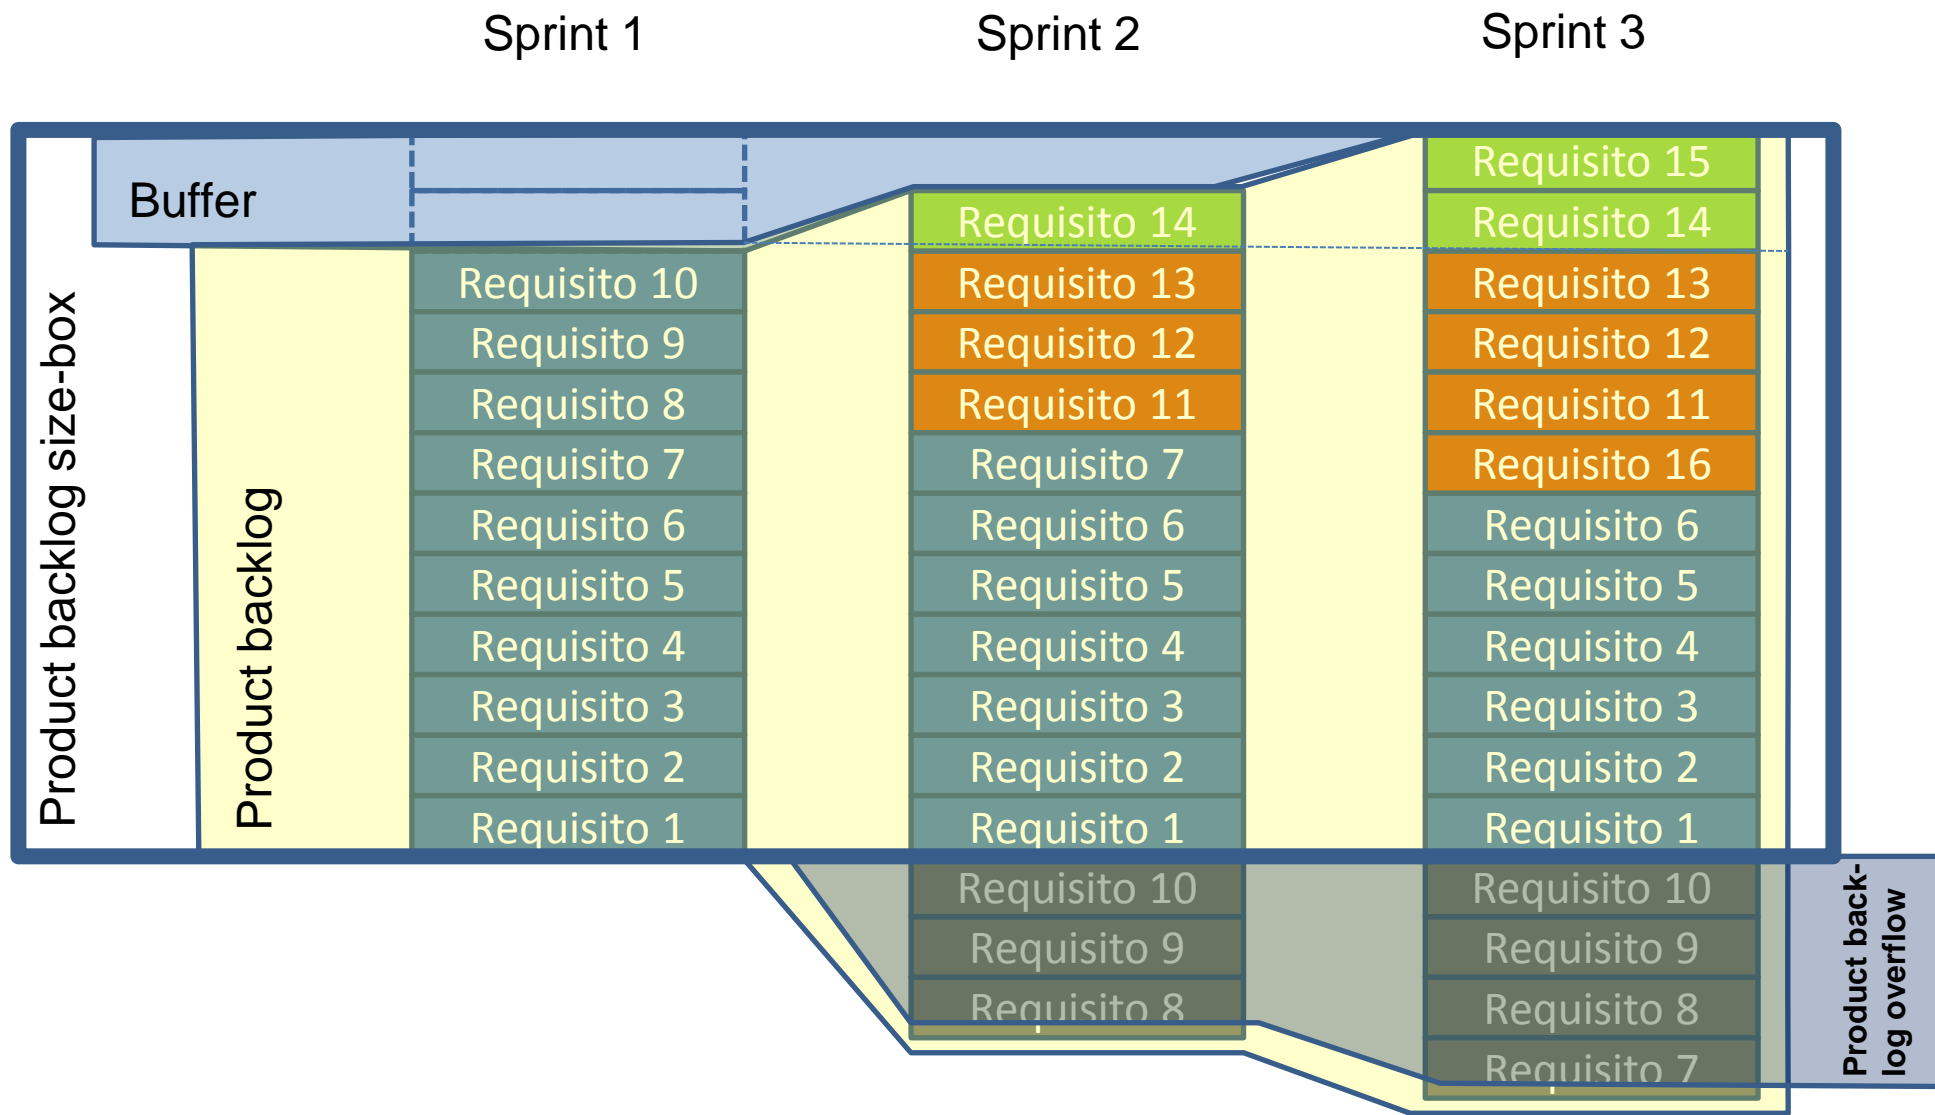 Sprint 1
Sprint 2
Sprint 3
Product backlog size-box
Buffer
Product backlog
Requisito 10
Requisito 9
Requisito 8
Requisito 7
Requisito 6
Requisito 5
Requisito 4
Requisito 3
Requisito 2
Requisito 1
Requisito 14
Requisito 13
Requisito 12
Requisito 11
Requisito 7
Requisito 6
Requisito 5
Requisito 4
Requisito 3
Requisito 2
Requisito 1
Requisito 10
Requisito 9
Requisito 8
Requisito 15
Requisito 14
Requisito 13
Requisito 12
Requisito 11
Requisito 16
Requisito 6
Requisito 5
Requisito 4
Requisito 3
Requisito 2
Requisito 1
Requisito 10
Requisito 9
Requisito 8
Requisito 7
Product back-
log overflow